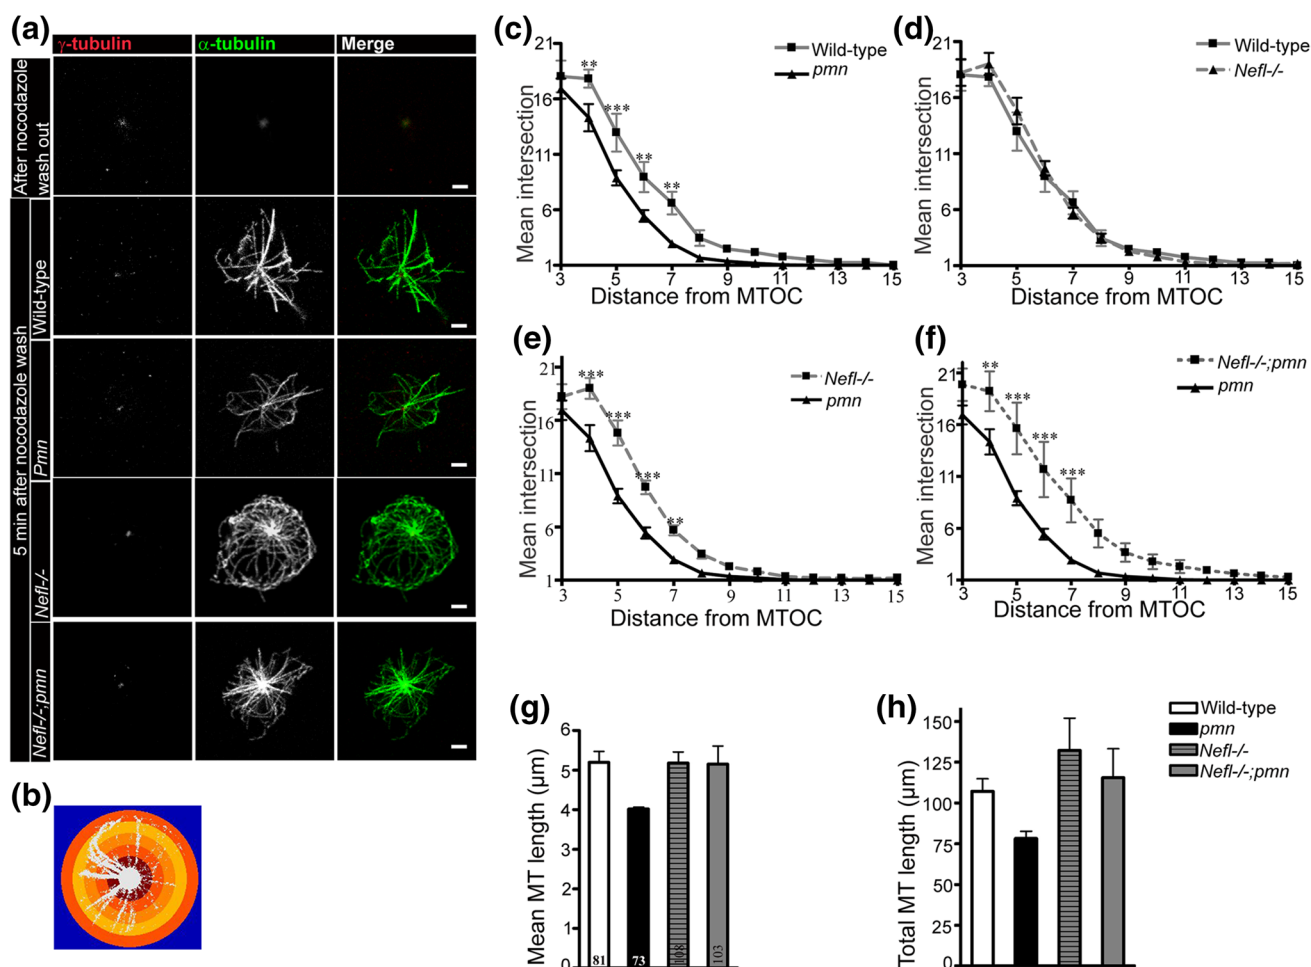 (a)
γ-tubulin α-tubulin Merge
After nocodazole
wash out
5 min after nocodazole wash
Wild-type
Pmn
Nefl-/-
Nefl-/-;pmn
(b)
(c)
Wild-type
pmn
Mean intersection
21
16
11
6
1
** *** ** **
3 5 7 9 11 13 15
Distance from MTOC
(d)
Wild-type
Nefl-/-
Mean intersection
21
16
11
6
1
3 5 7 9 11 13 15
Distance from MTOC
(e)
Nefl-/-
pmn
Mean intersection
21
16
11
6
1
*** *** *** **
3 5 7 9 11 13 15
Distance from MTOC
(f)
Nefl-/-;pmn
pmn
Mean intersection
21
16
11
6
1
** *** *** ***
3 5 7 9 11 13 15
Distance from MTOC
(g)
Mean MT length (µm)
6
5
4
3
2
1
0
81 73 108 103
(h)
Total MT length (µm)
150
125
100
75
50
25
0
Wild-type
pmn
Nefl-/-
Nefl-/-;pmn